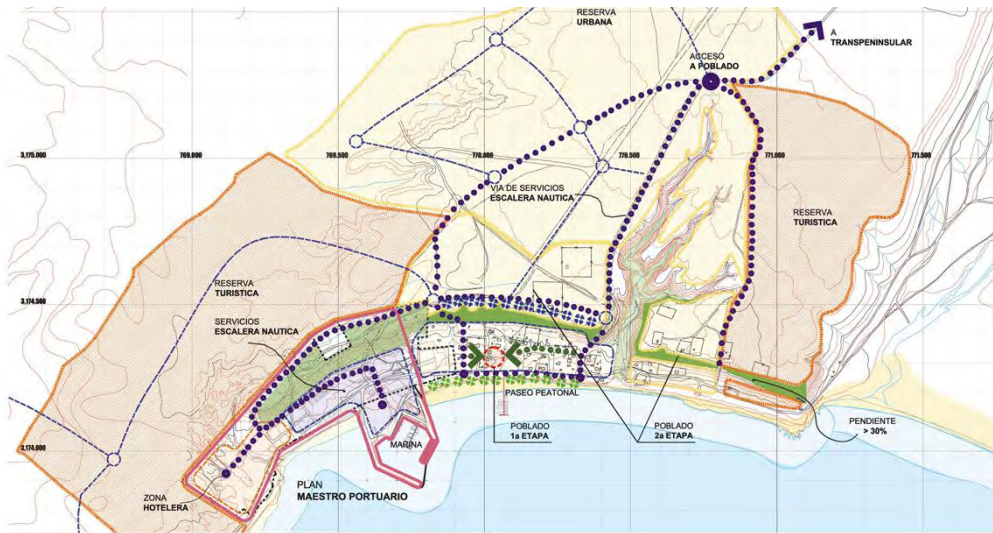 RESERVA
URBANA
A
TRANSPENINSULAR
ACCESO
A POBLADO
3,175.000
769.000
769.500
770.000
770.500
771.000
771.500
VIA DE SERVICIOS
ESCALERA NAUTICA
RESERVA
TURISTICA
RESERVA
TURISTICA
3,174.500
SERVICIOS
ESCALERA NAUTICA
PASEO PEATONAL
POBLADO
1a ETAPA
POBLADO
2a ETAPA
PENDIENTE
> 30%
MARINA
3,174.000
PLAN
MAESTRO PORTUARIO
ZONA
HOTELERA